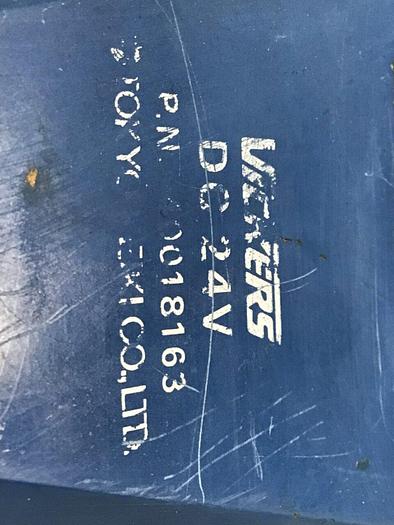 VICKERS
DC 24V
P.N. 0018163
CO.,LTD.